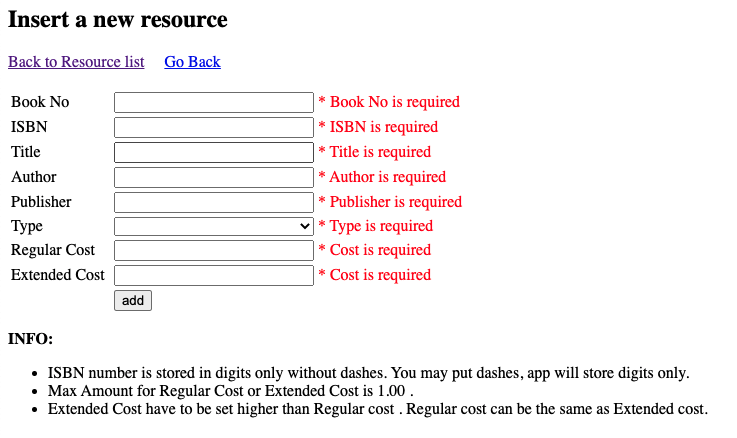 Insert a new resource
Back to Resource list Go Back
Book No * Book No is required
ISBN * ISBN is required
Title * Title is required
Author * Author is required
Publisher * Publisher is required
Type * Type is required
Regular Cost * Cost is required
Extended Cost * Cost is required
add
INFO:
• ISBN number is stored in digits only without dashes. You may put dashes, app will store digits only.
• Max Amount for Regular Cost or Extended Cost is 1.00 .
• Extended Cost have to be set higher than Regular cost . Regular cost can be the same as Extended cost.